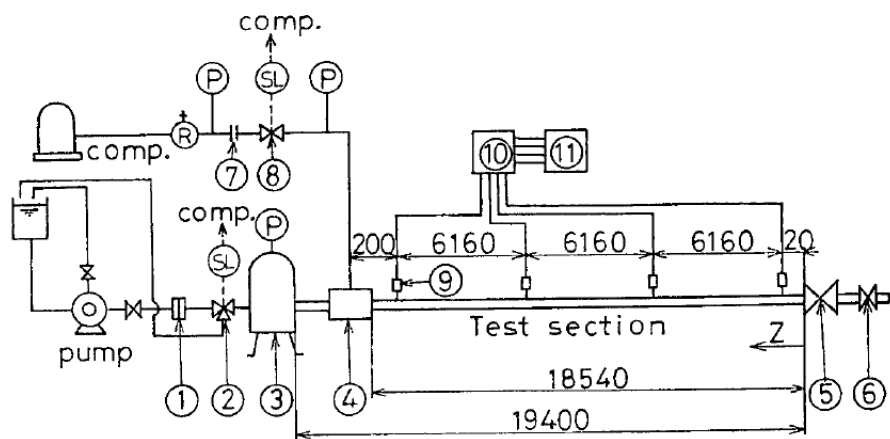 comp.
P
SL
P
R
comp.
7
8
10
11
comp.
P
SL
200
6160
6160
6160
20
9
pump
Test section
Z
1
2
3
4
18540
5
6
19400